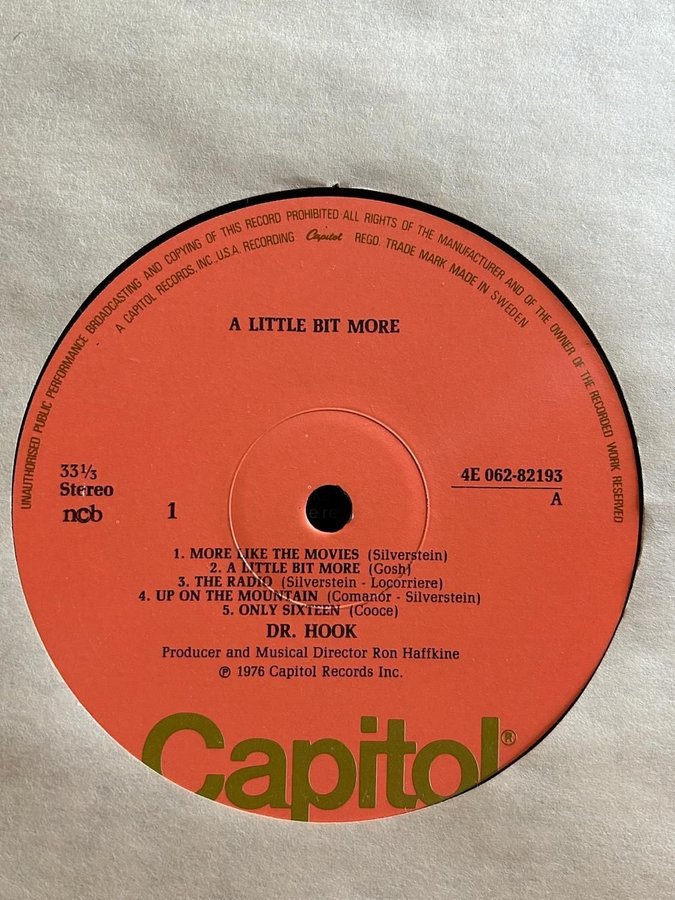 UNAUTHORISED PUBLIC PERFORMANCE BROADCASTING AND COPYING OF THIS RECORD PROHIBITED ALL RIGHTS OF THE MANUFACTURER AND OF THE OWNER OF THE RECORDED WORK RESERVED
A CAPITOL RECORDS, INC., U.S.A. RECORDING Capitol REGD. TRADE MARK MADE IN SWEDEN
A LITTLE BIT MORE
33 1/3
Stereo
ncb
1
4E 062-82193
A
1. MORE LIKE THE MOVIES (Silverstein)
2. A LITTLE BIT MORE (Gosh)
3. THE RADIO (Silverstein - Locorriere)
4. UP ON THE MOUNTAIN (Comanór - Silverstein)
5. ONLY SIXTEEN (Cooce)
DR. HOOK
Producer and Musical Director Ron Haffkine
℗ 1976 Capitol Records Inc.
Capitol®